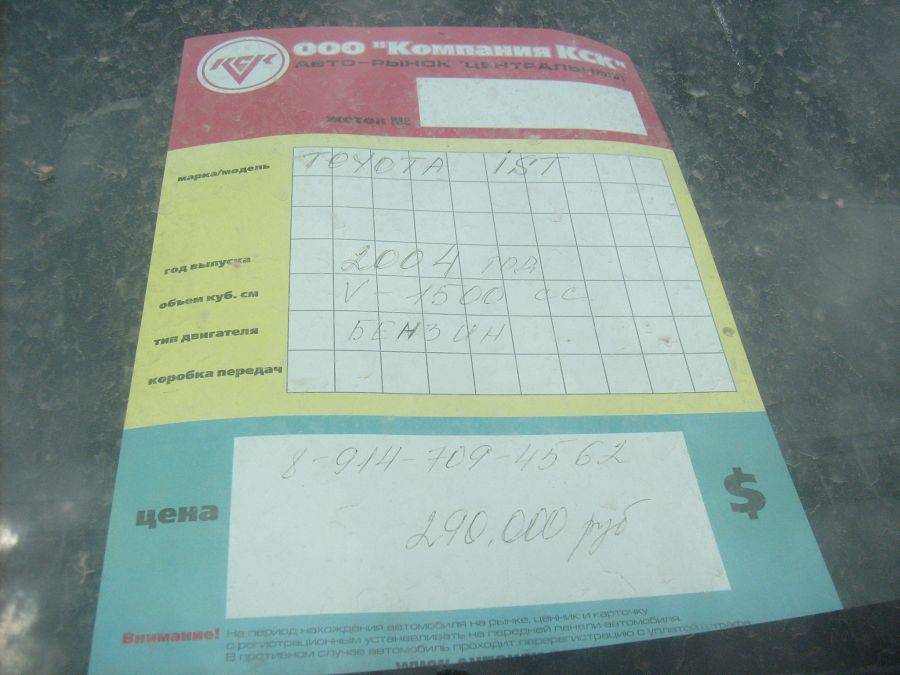 КСК ООО "Компания КСК"
АВТО-РЫНОК "ЦЕНТРАЛЬНЫЙ"
жетон №
марка/модель TOYOTA IST
год выпуска 2004 год
объем куб. см V-1500 cc
тип двигателя БЕНЗИН
коробка передач
8-914-709-4562
цена $
290.000 руб
Внимание! На период нахождения автомобиля на рынке, ценник и карточку
с регистрационным устанавливать на передней панели автомобиля.
В противном случае автомобиль проходит перерегистрацию с уплатой штрафа